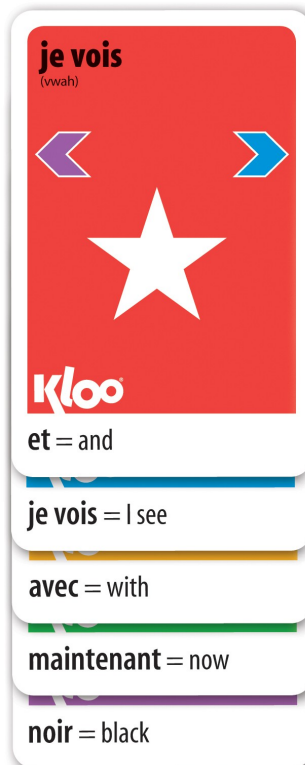 je vois
(vwah)
Kloo
et = and
je vois = I see
avec = with
maintenant = now
noir = black